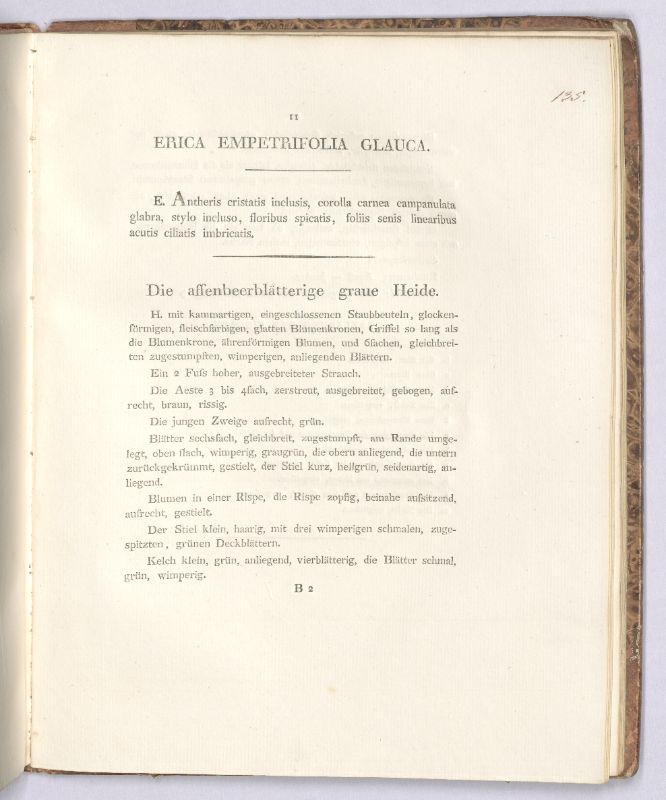 135.
11
ERICA EMPETRIFOLIA GLAUCA.
E. Antheris cristatis inclusis, corolla carnea campanulata
glabra, stylo incluso, floribus spicatis, foliis senis linearibus
acutis ciliatis imbricatis.
Die affenbeerblätterige graue Heide.
H. mit kammartigen, eingeschlossenen Staubbeuteln, glocken-
förmigen, fleischfarbigen, glatten Blumenkronen, Griffel so lang als
die Blumenkrone, ährenförmigen Blumen, und 6fachen, gleichbrei-
ten zugestumpften, wimperigen, anliegenden Blättern.
Ein 2 Fuſs hoher, ausgebreiteter Strauch.
Die Aeste 3 bis 4fach, zerstreut, ausgebreitet, gebogen, auf-
recht, braun, rissig.
Die jungen Zweige aufrecht, grün.
Blätter sechsfach, gleichbreit, zugestumpft, am Rande umge-
legt, oben flach, wimperig, graugrün, die obern anliegend, die untern
zurückgekrümmt, gestielt, der Stiel kurz, hellgrün, seidenartig, an-
liegend.
Blumen in einer Rispe, die Rispe zopfig, beinahe aufsitzend,
aufrecht, gestielt.
Der Stiel klein, haarig, mit drei wimperigen schmalen, zuge-
spitzten, grünen Deckblättern.
Kelch klein, grün, anliegend, vierblätterig, die Blätter schmal,
grün, wimperig.
B 2